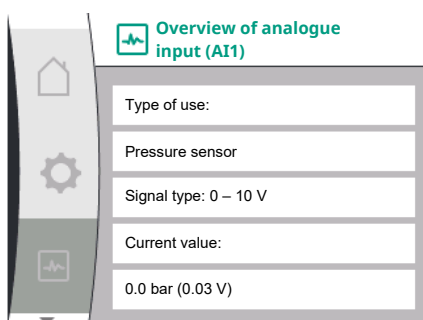 Overview of analogue
input (AI1)
Type of use:
Pressure sensor
Signal type: 0 – 10 V
Current value:
0.0 bar (0.03 V)